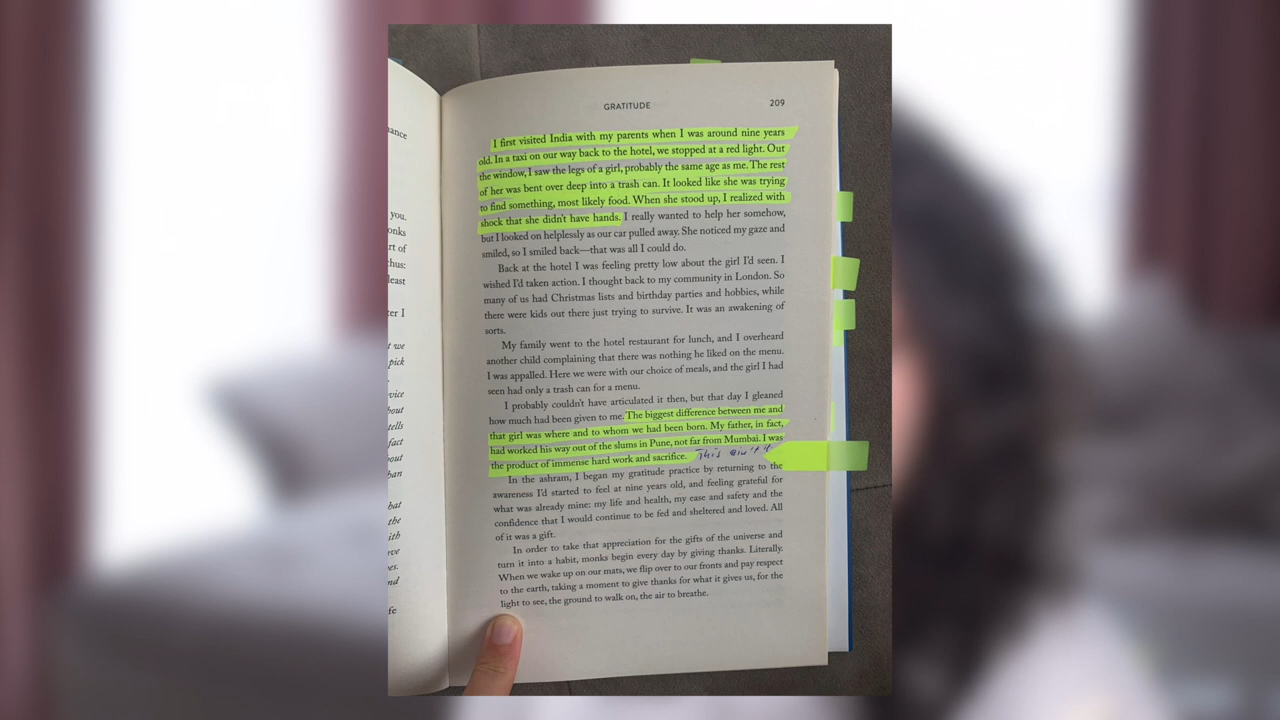 GRATITUDE 209
I first visited India with my parents when I was around nine years
old. In a taxi on our way back to the hotel, we stopped at a red light. Out
the window, I saw the legs of a girl, probably the same age as me. The rest
of her was bent over deep into a trash can. It looked like she was trying
to find something, most likely food. When she stood up, I realized with
shock that she didn't have hands. I really wanted to help her somehow,
but I looked on helplessly as our car pulled away. She noticed my gaze and
smiled, so I smiled back—that was all I could do.
Back at the hotel I was feeling pretty low about the girl I'd seen. I
wished I'd taken action. I thought back to my community in London. So
many of us had Christmas lists and birthday parties and hobbies, while
there were kids out there just trying to survive. It was an awakening of
sorts.
My family went to the hotel restaurant for lunch, and I overheard
another child complaining that there was nothing he liked on the menu.
I was appalled. Here we were with our choice of meals, and the girl I had
seen had only a trash can for a menu.
I probably couldn't have articulated it then, but that day I gleaned
how much had been given to me. The biggest difference between me and
that girl was where and to whom we had been born. My father, in fact,
had worked his way out of the slums in Pune, not far from Mumbai. I was
the product of immense hard work and sacrifice. This ain't it
In the ashram, I began my gratitude practice by returning to the
awareness I'd started to feel at nine years old, and feeling grateful for
what was already mine: my life and health, my ease and safety and the
confidence that I would continue to be fed and sheltered and loved. All
of it was a gift.
In order to take that appreciation for the gifts of the universe and
turn it into a habit, monks begin every day by giving thanks. Literally.
When we wake up on our mats, we flip over to our fronts and pay respect
to the earth, taking a moment to give thanks for what it gives us, for the
light to see, the ground to walk on, the air to breathe.